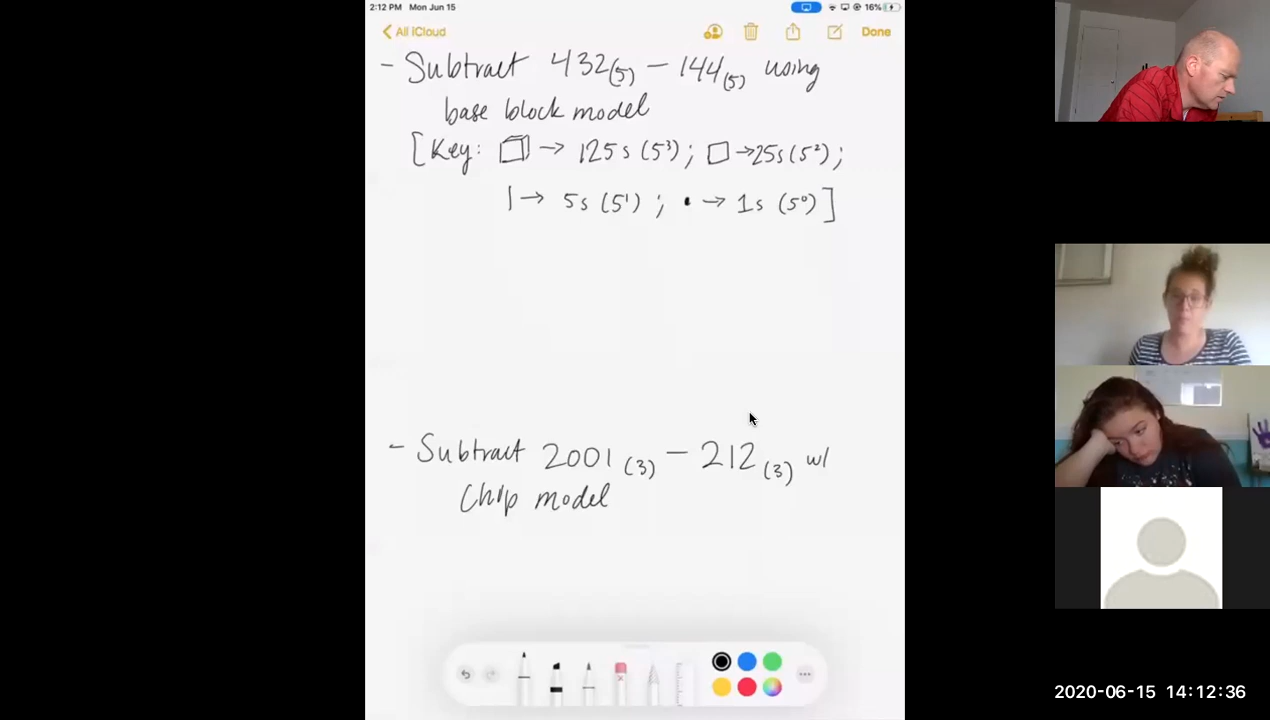 2:12 PM Mon Jun 15
16%
All iCloud
Done
- Subtract 432(5) - 144(5) using
base block model
[Key: → 125s (5³); □ → 25s (5²);
| → 5s (5¹); • → 1s (5⁰)]
- Subtract 2001(3) - 212(3) w/
Chip model
2020-06-15 14:12:36